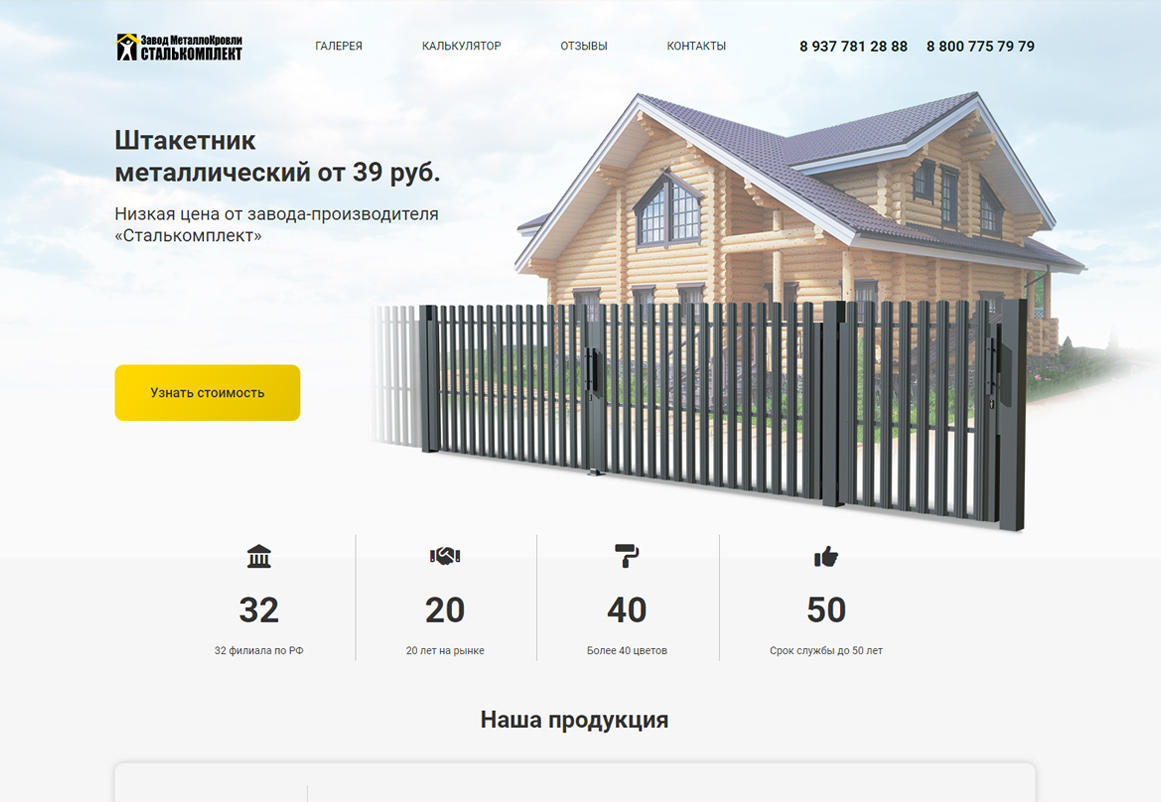 Завод МеталлоКровли
СТАЛЬКОМПЛЕКТ
ГАЛЕРЕЯ
КАЛЬКУЛЯТОР
ОТЗЫВЫ
КОНТАКТЫ
8 937 781 28 88
8 800 775 79 79
Штакетник
металлический от 39 руб.
Низкая цена от завода-производителя
«Сталькомплект»
Узнать стоимость
32
20
40
50
32 филиала по РФ
20 лет на рынке
Более 40 цветов
Срок службы до 50 лет
Наша продукция